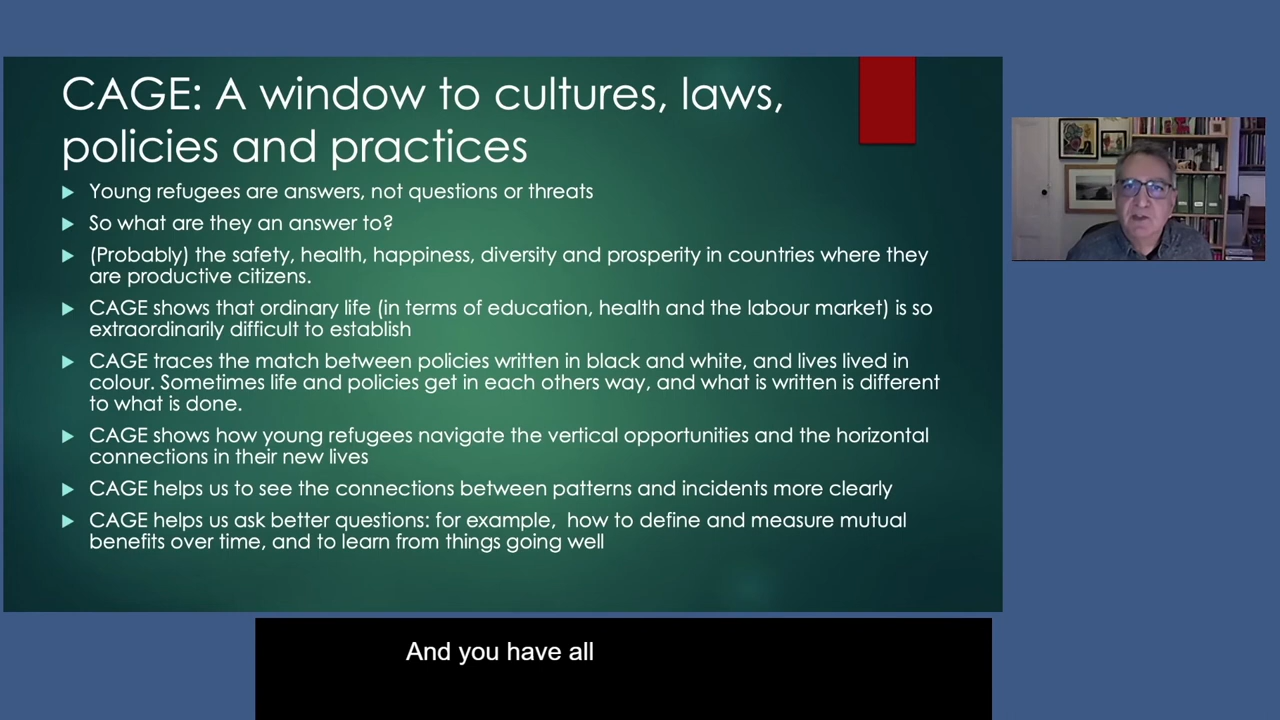 CAGE: A window to cultures, laws,
policies and practices
Young refugees are answers, not questions or threats
So what are they an answer to?
(Probably) the safety, health, happiness, diversity and prosperity in countries where they
are productive citizens.
CAGE shows that ordinary life (in terms of education, health and the labour market) is so
extraordinarily difficult to establish
CAGE traces the match between policies written in black and white, and lives lived in
colour. Sometimes life and policies get in each others way, and what is written is different
to what is done.
CAGE shows how young refugees navigate the vertical opportunities and the horizontal
connections in their new lives
CAGE helps us to see the connections between patterns and incidents more clearly
CAGE helps us ask better questions: for example, how to define and measure mutual
benefits over time, and to learn from things going well
And you have all